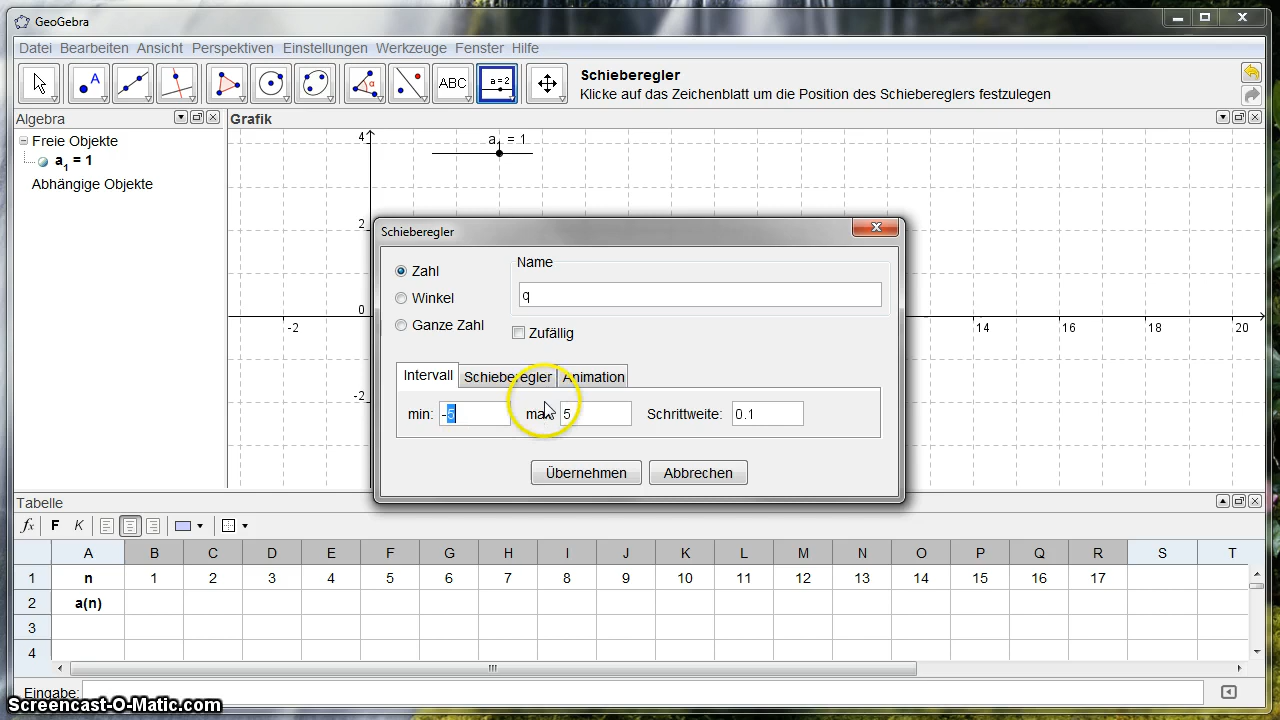 GeoGebra
Datei Bearbeiten Ansicht Perspektiven Einstellungen Werkzeuge Fenster Hilfe
A
α
ABC
a=2
Schieberegler
Klicke auf das Zeichenblatt um die Position des Schiebereglers festzulegen
Algebra
Freie Objekte
a1 = 1
Abhängige Objekte
Grafik
a1 = 1
4
2
0
-2
-2
14 16 18 20
Schieberegler
Zahl
Winkel
Ganze Zahl
Name
q
Zufällig
Intervall Schieberegler Animation
min: -5 max: 5 Schrittweite: 0.1
Übernehmen Abbrechen
Tabelle
fx F K
A B C D E F G H I J K L M N O P Q R S T
1 n 1 2 3 4 5 6 7 8 9 10 11 12 13 14 15 16 17
2 a(n)
3
4
Eingabe:
Screencast-O-Matic.com